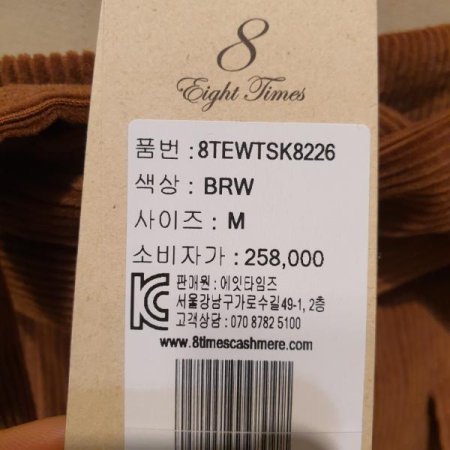 8
Eight Times
품번 : 8TEWTSK8226
색상 : BRW
사이즈 : M
소비자가 : 258,000
판매원 : 에잇타임즈
서울강남구가로수길49-1, 2층
고객상담 : 070 8782 5100
www.8timescashmere.com